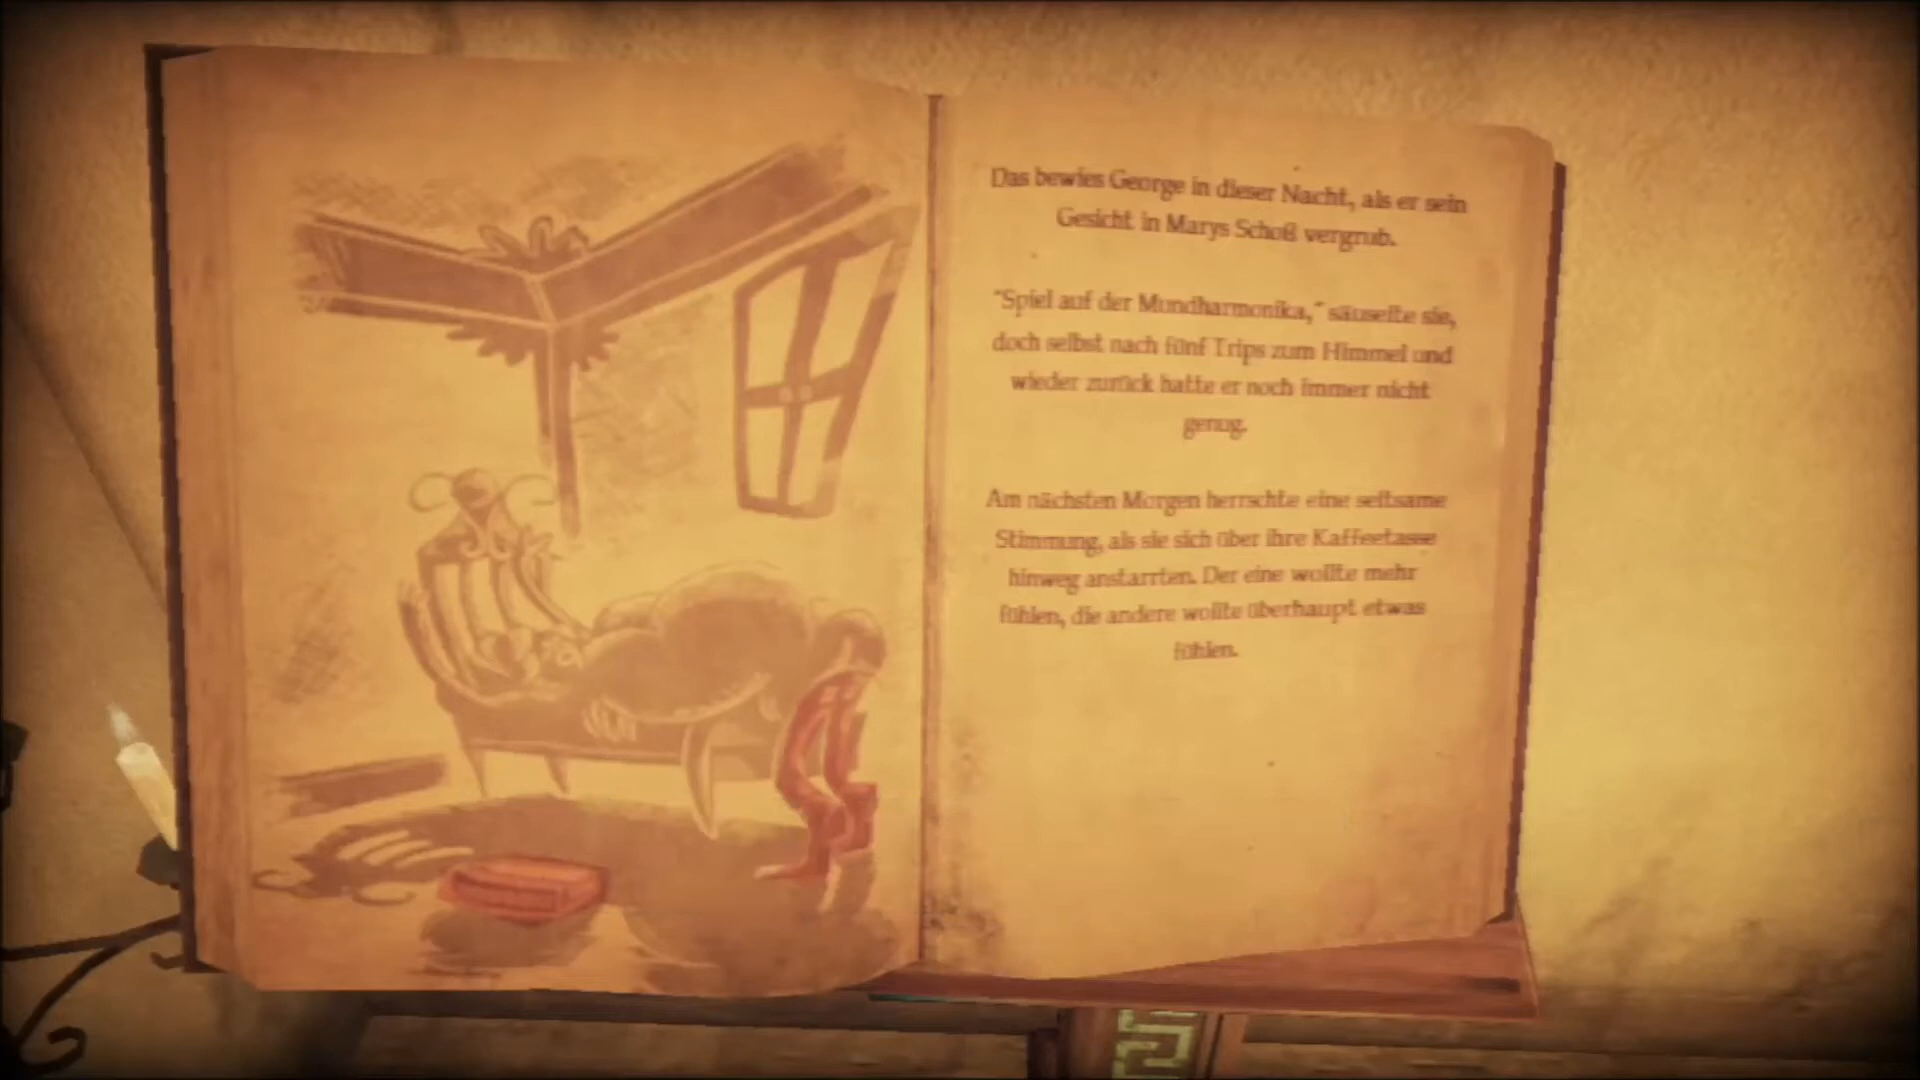 Das bewies George in dieser Nacht, als er sein
Gesicht in Marys Schoß vergrub.
"Spiel auf der Mundharmonika," säuselte sie,
doch selbst nach fünf Trips zum Himmel und
wieder zurück hatte er noch immer nicht
genug.
Am nächsten Morgen herrschte eine seltsame
Stimmung, als sie sich über ihre Kaffeetasse
hinweg anstarrten. Der eine wollte mehr
fühlen, die andere wollte überhaupt etwas
fühlen.